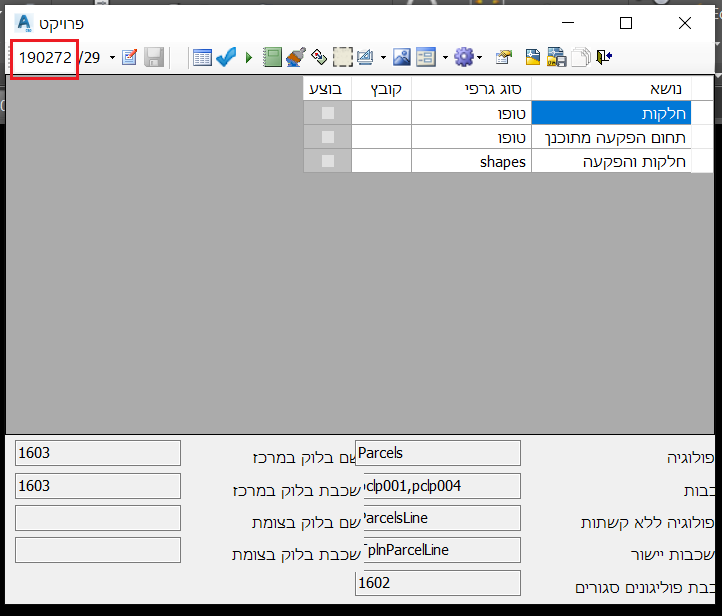 פרויקט
190272 /29
נושא סוג גרפי קובץ בוצע
חלקות טופו
תחום הפקעה מתוכנן טופו
חלקות והפקעה shapes
פולוגיה Parcels שם בלוק במרכז 1603
כבות pclp001,pclp004 שכבת בלוק במרכז 1603
פולוגיה ללא קשתות ParcelsLine שם בלוק בצומת
שכבות יישור TplnParcelLine שכבת בלוק בצומת
כבת פוליגונים סגורים 1602